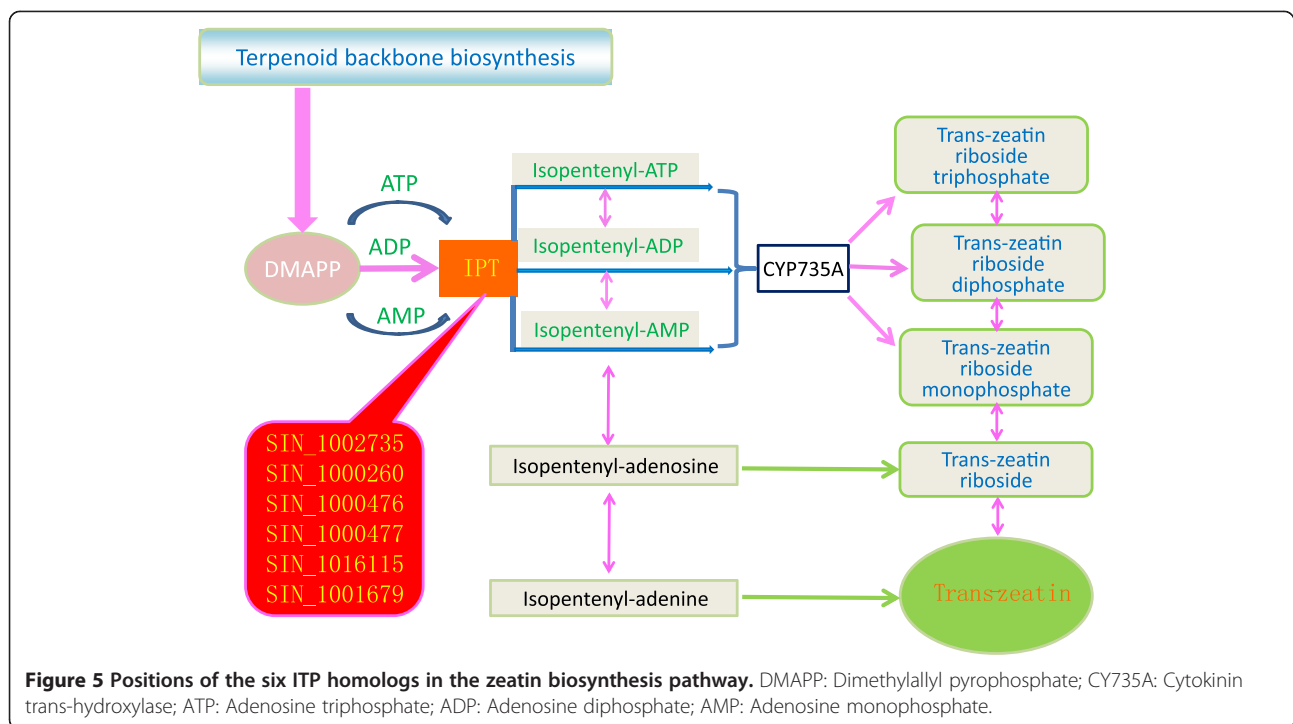 Terpenoid backbone biosynthesis
ATP
ADP
AMP
DMAPP
IPT
Isopentenyl-ATP
Isopentenyl-ADP
Isopentenyl-AMP
CYP735A
Trans-zeatin
riboside
triphosphate
Trans-zeatin
riboside
diphosphate
Trans-zeatin
riboside
monophosphate
SIN_1002735
SIN_1000260
SIN_1000476
SIN_1000477
SIN_1016115
SIN_1001679
Isopentenyl-adenosine
Trans-zeatin
riboside
Isopentenyl-adenine
Trans-zeatin
Figure 5 Positions of the six ITP homologs in the zeatin biosynthesis pathway. DMAPP: Dimethylallyl pyrophosphate; CY735A: Cytokinin
trans-hydroxylase; ATP: Adenosine triphosphate; ADP: Adenosine diphosphate; AMP: Adenosine monophosphate.